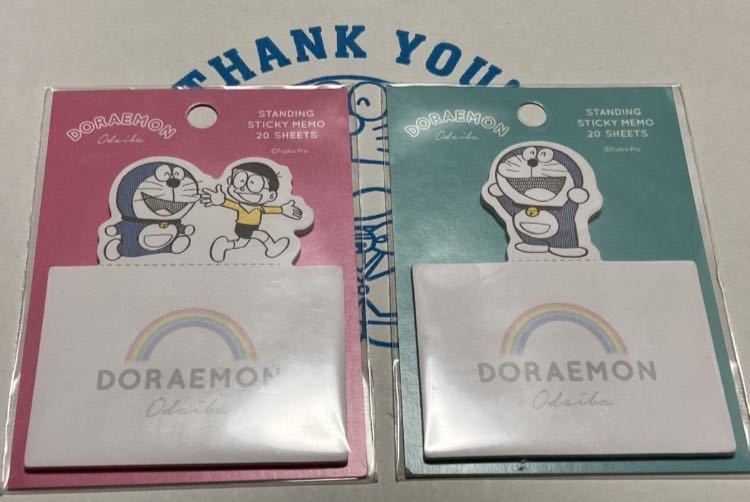 THANK YOU
DORAEMON
Odaiba
STANDING
STICKY MEMO
20 SHEETS
©Fujiko-Pro
DORAEMON
Odaiba
DORAEMON
Odaiba
STANDING
STICKY MEMO
20 SHEETS
©Fujiko-Pro
DORAEMON
Odaiba